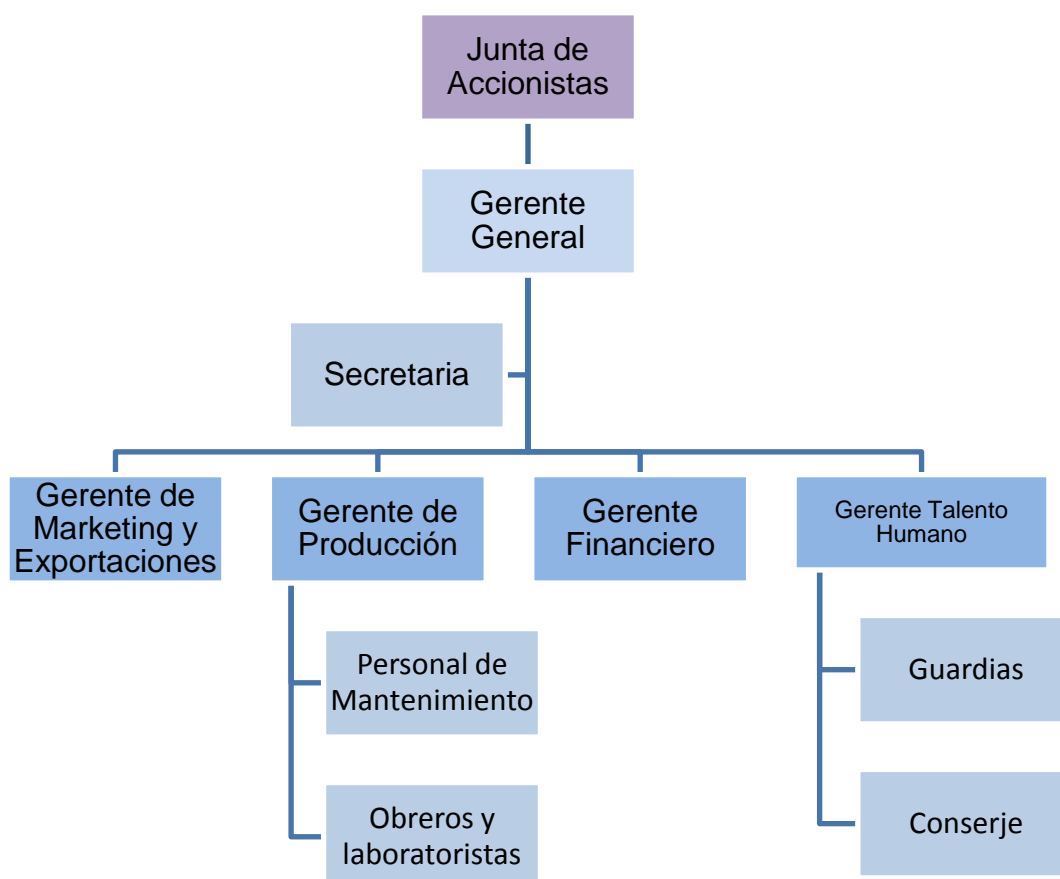 Junta de
Accionistas
Gerente
General
Secretaria
Gerente de
Marketing y
Exportaciones
Gerente de
Producción
Gerente
Financiero
Gerente Talento
Humano
Personal de
Mantenimiento
Guardias
Obreros y
laboratoristas
Conserje